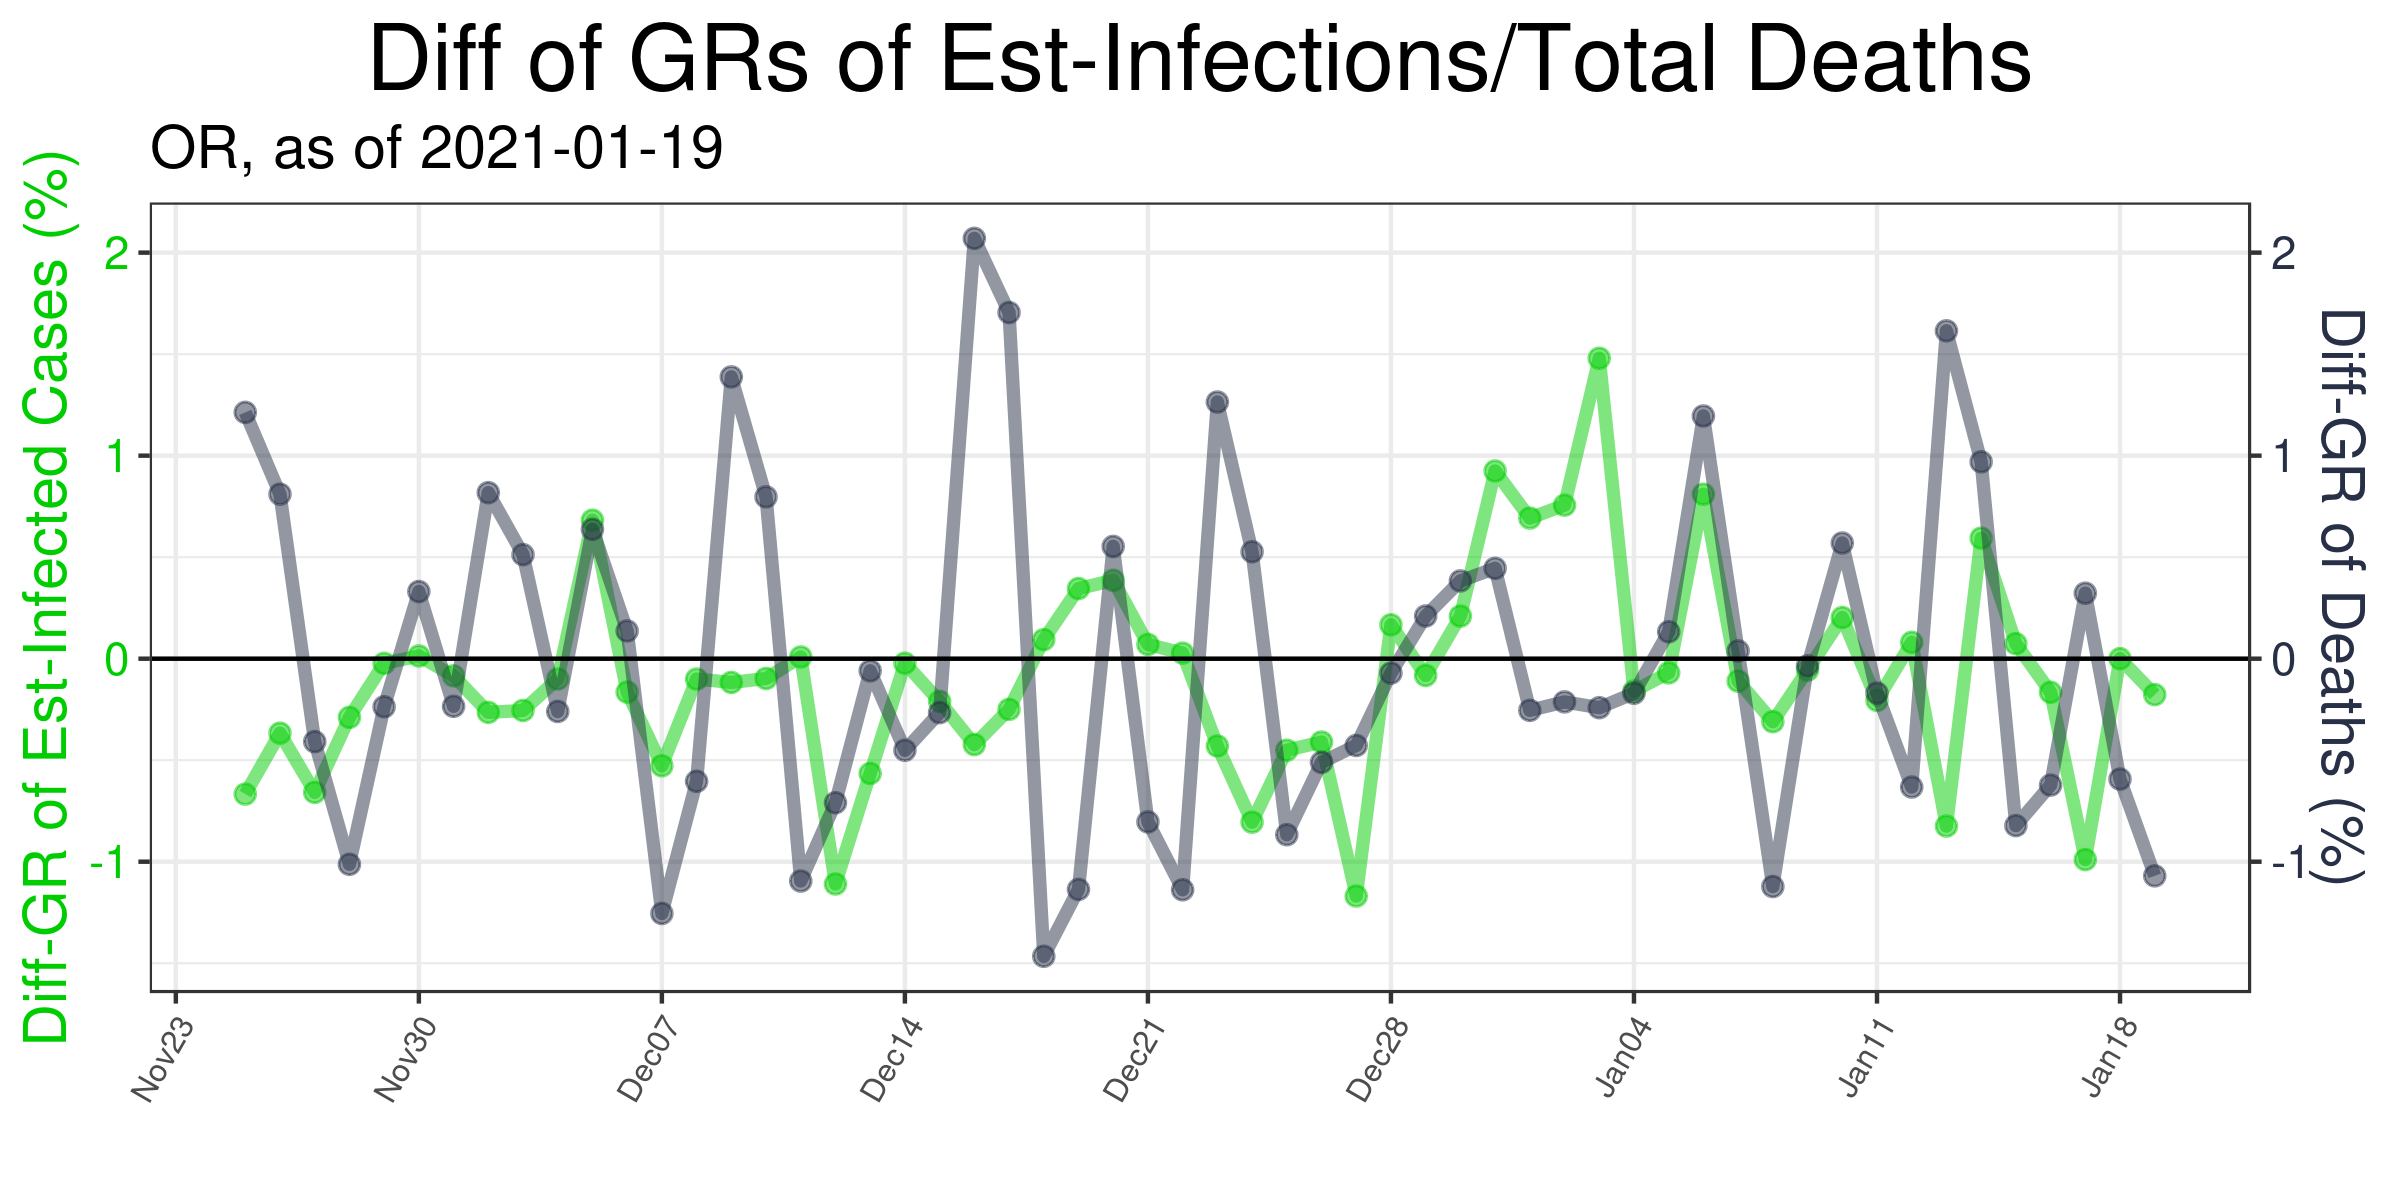 Diff of GRs of Est-Infections/Total Deaths
OR, as of 2021-01-19
Diff-GR of Est-Infected Cases (%)
2
1
0
-1
2
1
0
-1
Diff-GR of Deaths (%)
Nov23
Nov30
Dec07
Dec14
Dec21
Dec28
Jan04
Jan11
Jan18